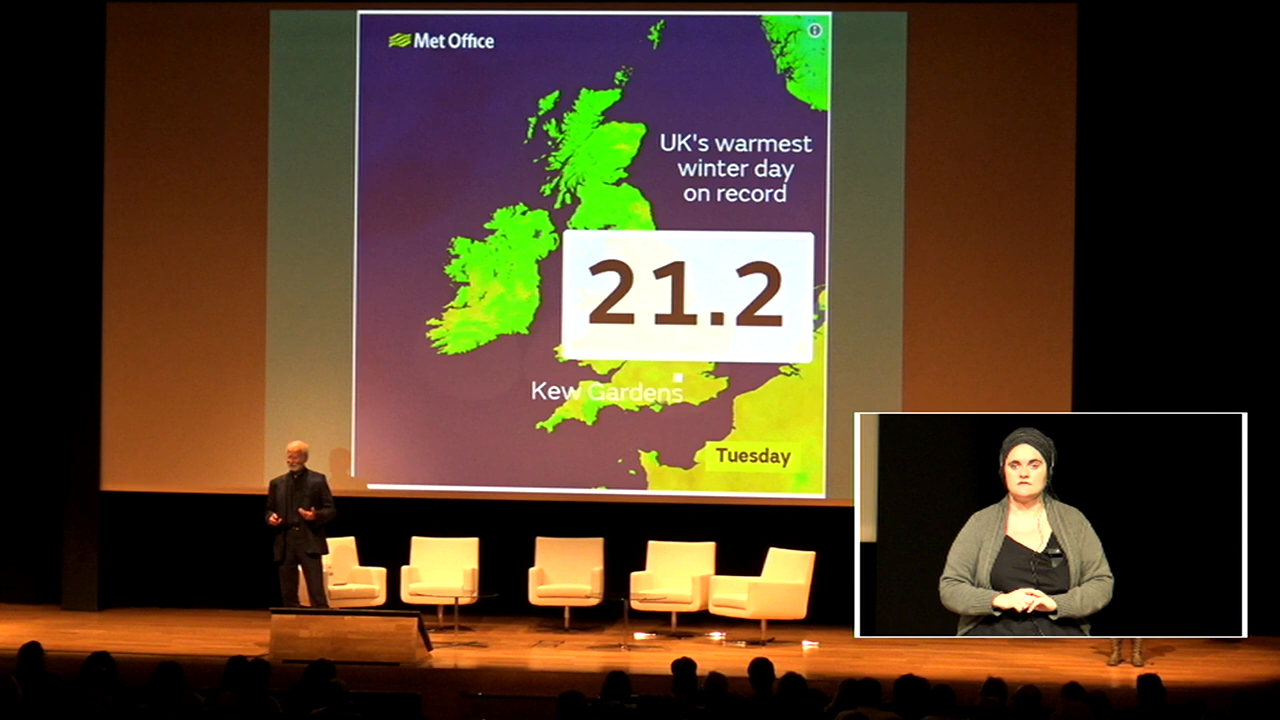 Met Office
UK's warmest
winter day
on record
21.2
Kew Gardens
Tuesday